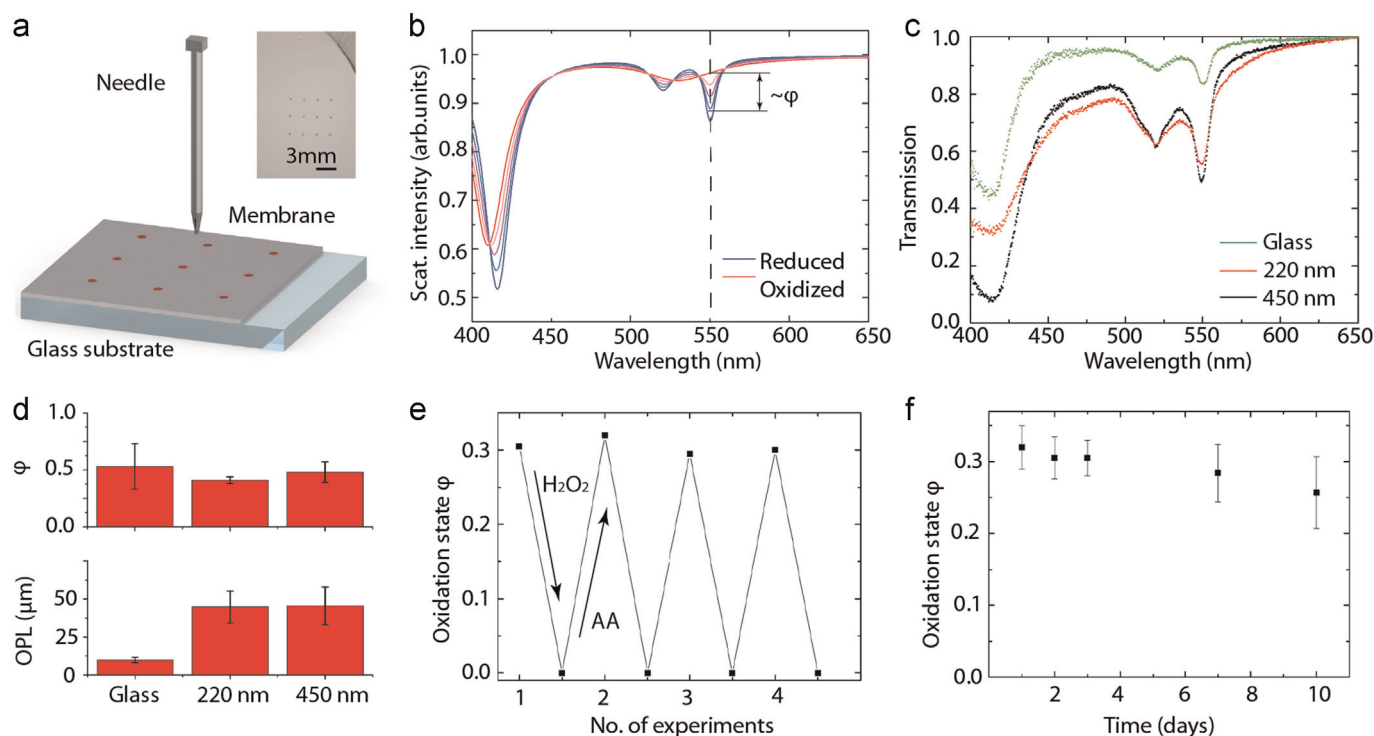 a
Needle
3mm
Membrane
Glass substrate
b
Scat. intensity (arb.units)
1.0
0.9
0.8
0.7
0.6
0.5
~φ
Reduced
Oxidized
400 450 500 550 600 650
Wavelength (nm)
c
Transmission
1.0
0.8
0.6
0.4
0.2
0.0
Glass
220 nm
450 nm
400 450 500 550 600 650
Wavelength (nm)
d
φ
1.0
0.5
0.0
OPL (μm)
50
25
0
Glass 220 nm 450 nm
e
Oxidation state φ
0.3
0.2
0.1
0.0
H₂O₂
AA
1 2 3 4
No. of experiments
f
Oxidation state φ
0.3
0.2
0.1
0.0
2 4 6 8 10
Time (days)